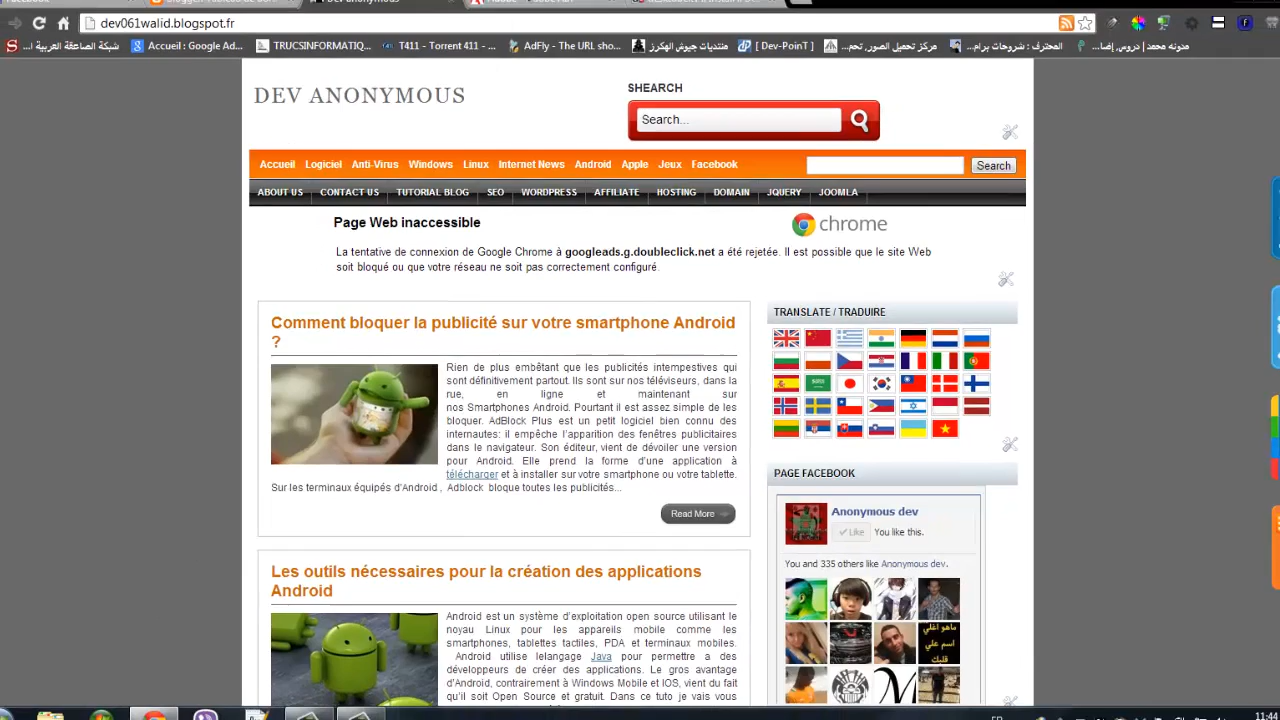 dev061walid.blogspot.fr
شبكة الصاعقة العربية ا...
Accueil : Google Ad...
TRUCSINFORMATIQ...
T411 - Torrent 411 - ...
AdFly - The URL sho...
منتديات جيوش الهكرز
[ Dev-PoinT ]
مركز تحميل الصور, تحم...
المحترف : شروحات برام...
مدونه محمد | دروس, إضا...
DEV ANONYMOUS
SHEARCH
Search...
Accueil Logiciel Anti-Virus Windows Linux Internet News Android Apple Jeux Facebook
Search
ABOUT US CONTACT US TUTORIAL BLOG SEO WORDPRESS AFFILIATE HOSTING DOMAIN JQUERY JOOMLA
Page Web inaccessible
chrome
La tentative de connexion de Google Chrome à googleads.g.doubleclick.net a été rejetée. Il est possible que le site Web
soit bloqué ou que votre réseau ne soit pas correctement configuré.
Comment bloquer la publicité sur votre smartphone Android
?
Rien de plus embêtant que les publicités intempestives qui
sont définitivement partout. Ils sont sur nos téléviseurs, dans la
rue, en ligne et maintenant sur
nos Smartphones Android. Pourtant il est assez simple de les
bloquer. AdBlock Plus est un petit logiciel bien connu des
internautes: il empêche l'apparition des fenêtres publicitaires
dans le navigateur. Son éditeur, vient de dévoiler une version
pour Android. Elle prend la forme d'une application à
télécharger et à installer sur votre smartphone ou votre tablette.
Sur les terminaux équipés d'Android , Adblock bloque toutes les publicités...
Read More
Les outils nécessaires pour la création des applications
Android
Android est un système d'exploitation open source utilisant le
noyau Linux pour les appareils mobile comme les
smartphones, tablettes tactiles, PDA et terminaux mobiles.
Android utilise lelangage Java pour permettre a des
développeurs de créer des applications. Le gros avantage
d'Android, contrairement à Windows Mobile et IOS, vient du fait
qu'il soit Open Source et gratuit. Dans ce tuto je vais vous
TRANSLATE / TRADUIRE
PAGE FACEBOOK
Anonymous dev
Like
You like this.
You and 335 others like Anonymous dev.
ماهو اغلي
اسم علي
قلبك
11:44